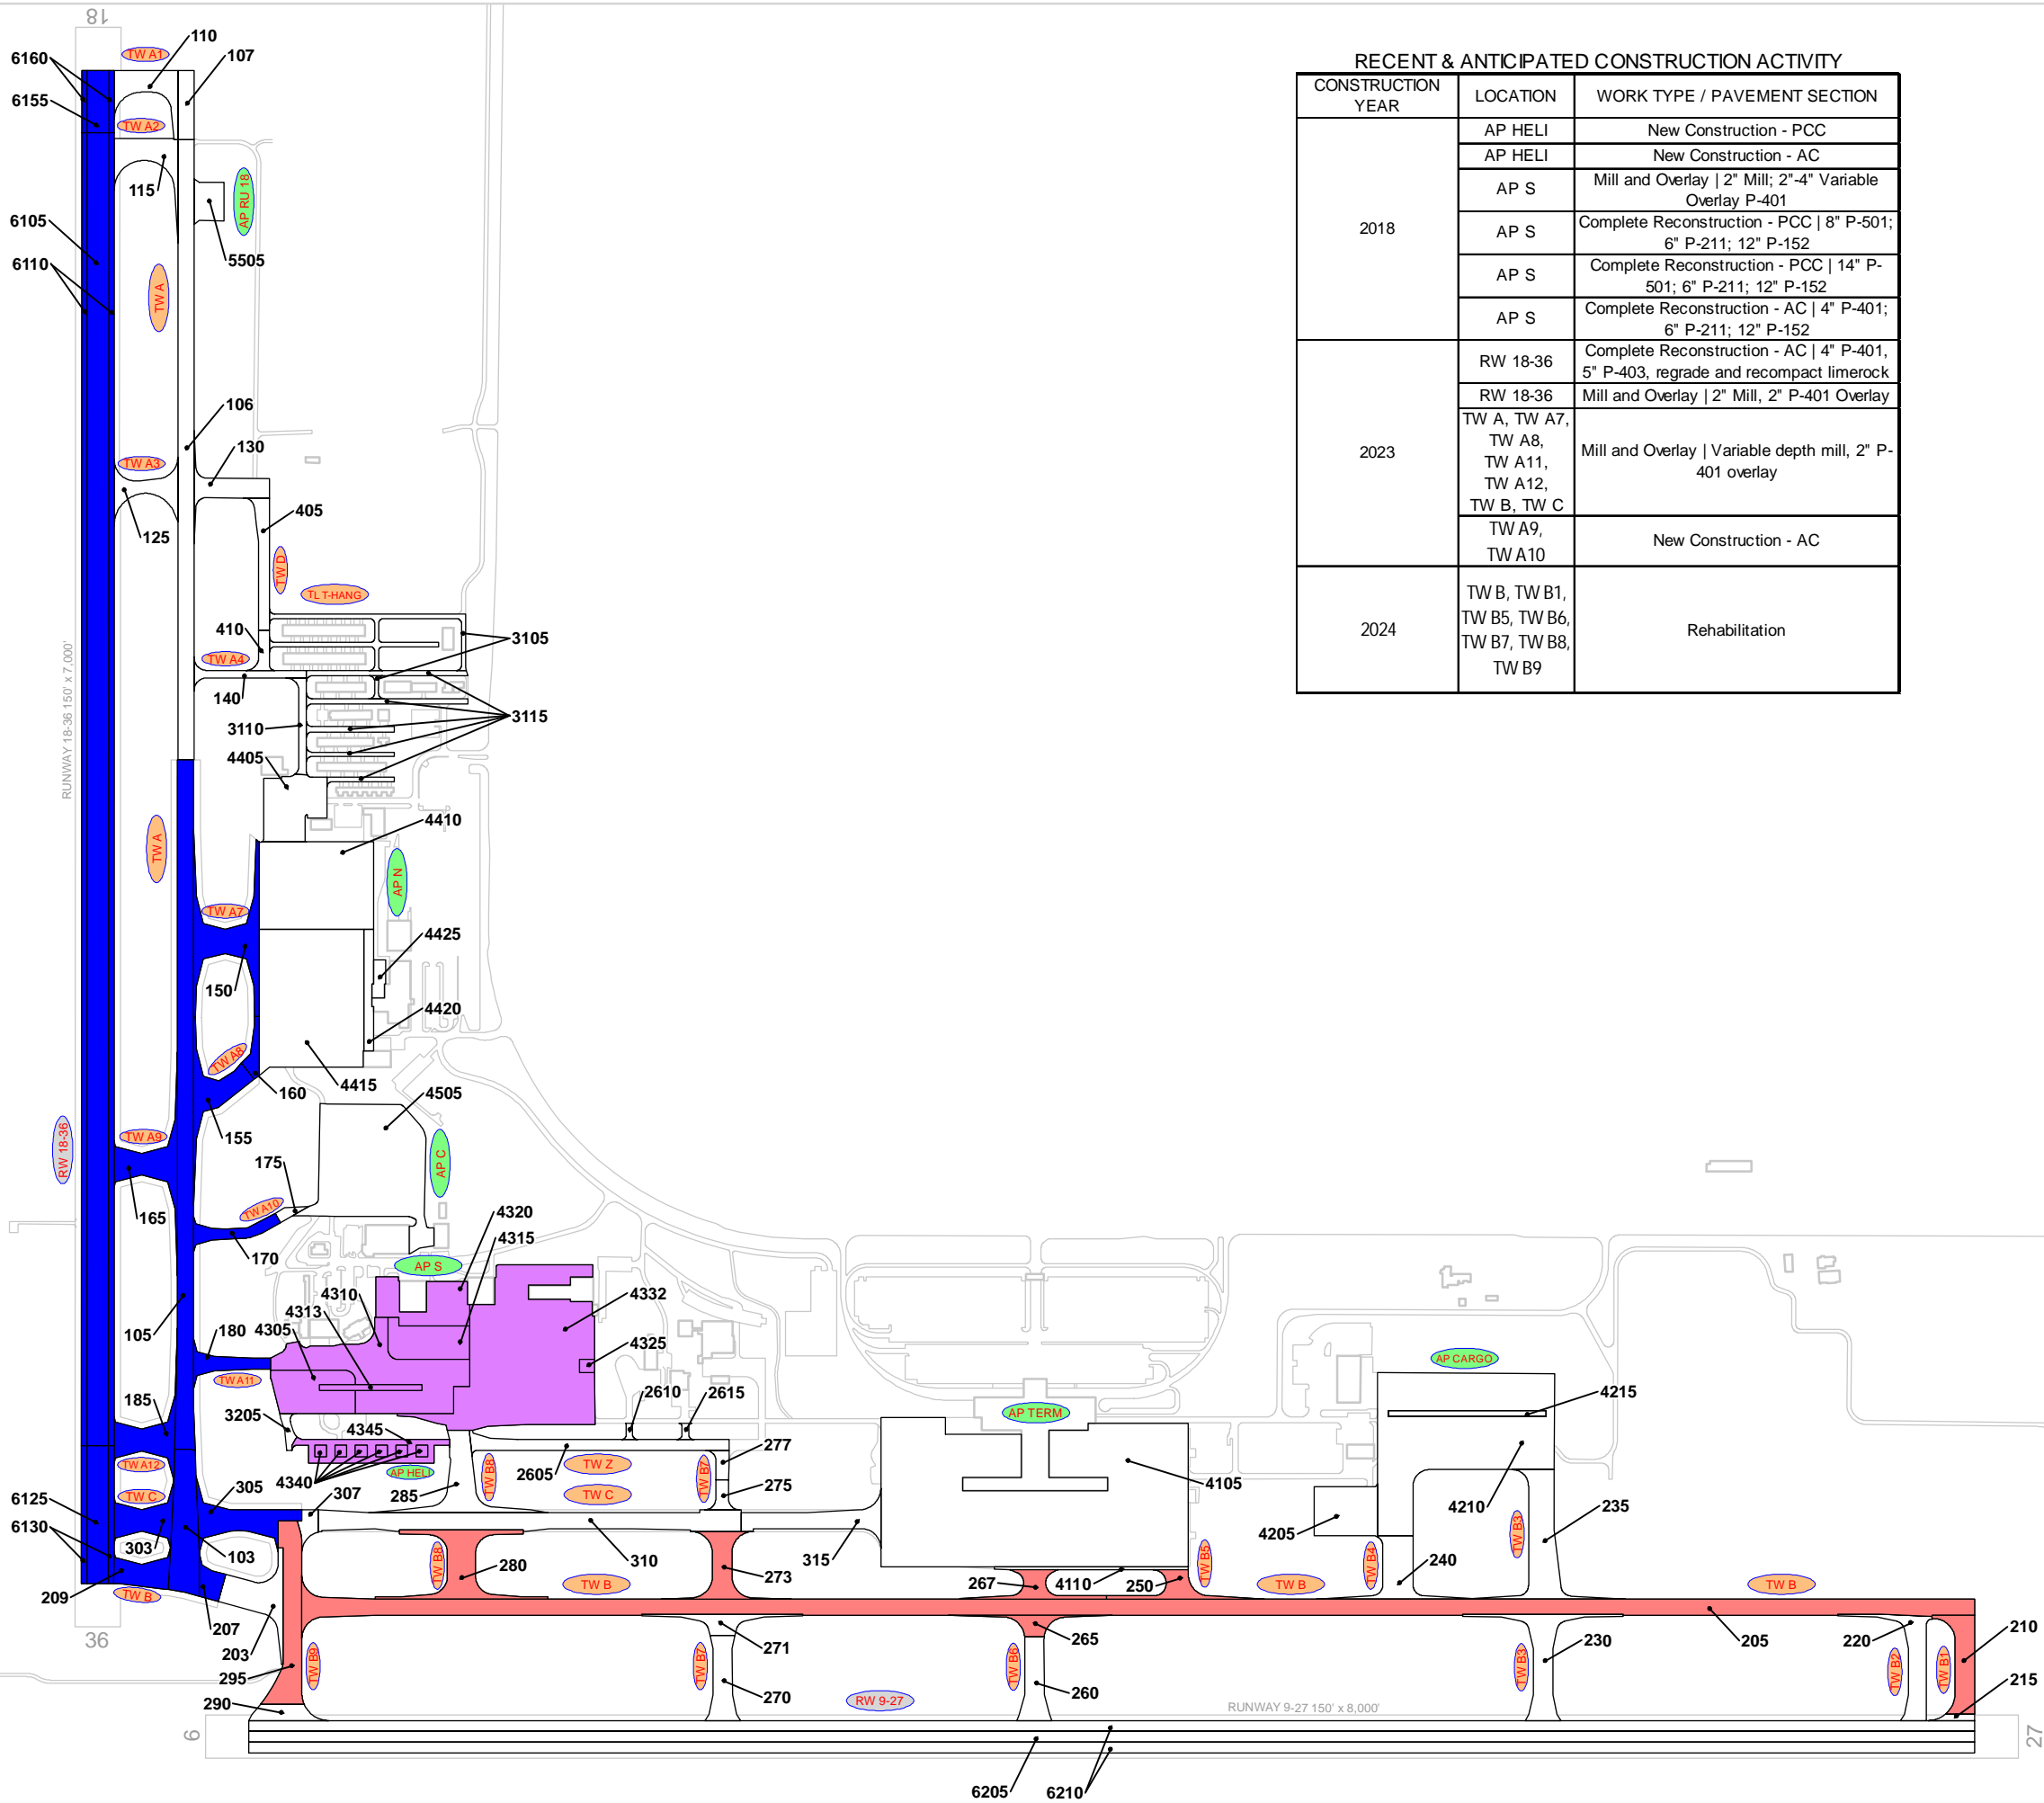 18
TW A1
110
107
6160
6155
TW A2
115
AP RU 18
6105
6110
5505
TW A
106
130
TW A3
405
125
TW D
TL T-HANG
410
3105
TW A4
140
3110
3115
4405
RUNWAY 18-36 150' x 7,000'
4410
TW A
AP N
TW A7
4425
150
4420
TW A8
160
4415
4505
155
TW A9
RW 18-36
175
AP C
165
TW A10
170
4320
4315
AP S
4310
4313
4305
4332
105
180
4325
TW A11
185
3205
4345
2610
2615
TW A12
4340
AP HELI
TW B8
2605
TW Z
TW B7
277
TW C
305
307
285
TW C
275
6125
6130
303
103
TW B8
280
310
273
315
209
TW B
TW B
207
36
203
295
TW B9
290
AP TERM
4105
267
4110
250
TW B5
TW B
TW B4
4205
AP CARGO
4215
4210
235
TW B3
240
TW B
205
220
210
TW B2
TW B1
215
271
TW B7
270
265
TW B6
260
TW B3
230
RW 9-27
RUNWAY 9-27 150' x 8,000'
9
27
6205
6210
RECENT & ANTICIPATED CONSTRUCTION ACTIVITY
CONSTRUCTION
YEAR
LOCATION
WORK TYPE / PAVEMENT SECTION
2018
AP HELI
New Construction - PCC
AP HELI
New Construction - AC
AP S
Mill and Overlay | 2" Mill; 2"-4" Variable
Overlay P-401
AP S
Complete Reconstruction - PCC | 8" P-501;
6" P-211; 12" P-152
AP S
Complete Reconstruction - PCC | 14" P-
501; 6" P-211; 12" P-152
AP S
Complete Reconstruction - AC | 4" P-401;
6" P-211; 12" P-152
2023
RW 18-36
Complete Reconstruction - AC | 4" P-401,
5" P-403, regrade and recompact limerock
RW 18-36
Mill and Overlay | 2" Mill, 2" P-401 Overlay
TW A, TW A7,
TW A8,
TW A11,
TW A12,
TW B, TW C
Mill and Overlay | Variable depth mill, 2" P-
401 overlay
TW A9,
TW A10
New Construction - AC
2024
TW B, TW B1,
TW B5, TW B6,
TW B7, TW B8,
TW B9
Rehabilitation